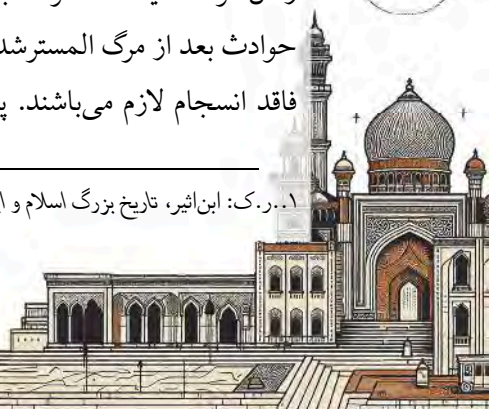 حوادث بعد از مرگ المسترشد
فاقد انسجام لازم می‌باشند.
۱..ر.ک: ابن‌اثیر، تاریخ بزرگ اسلام و